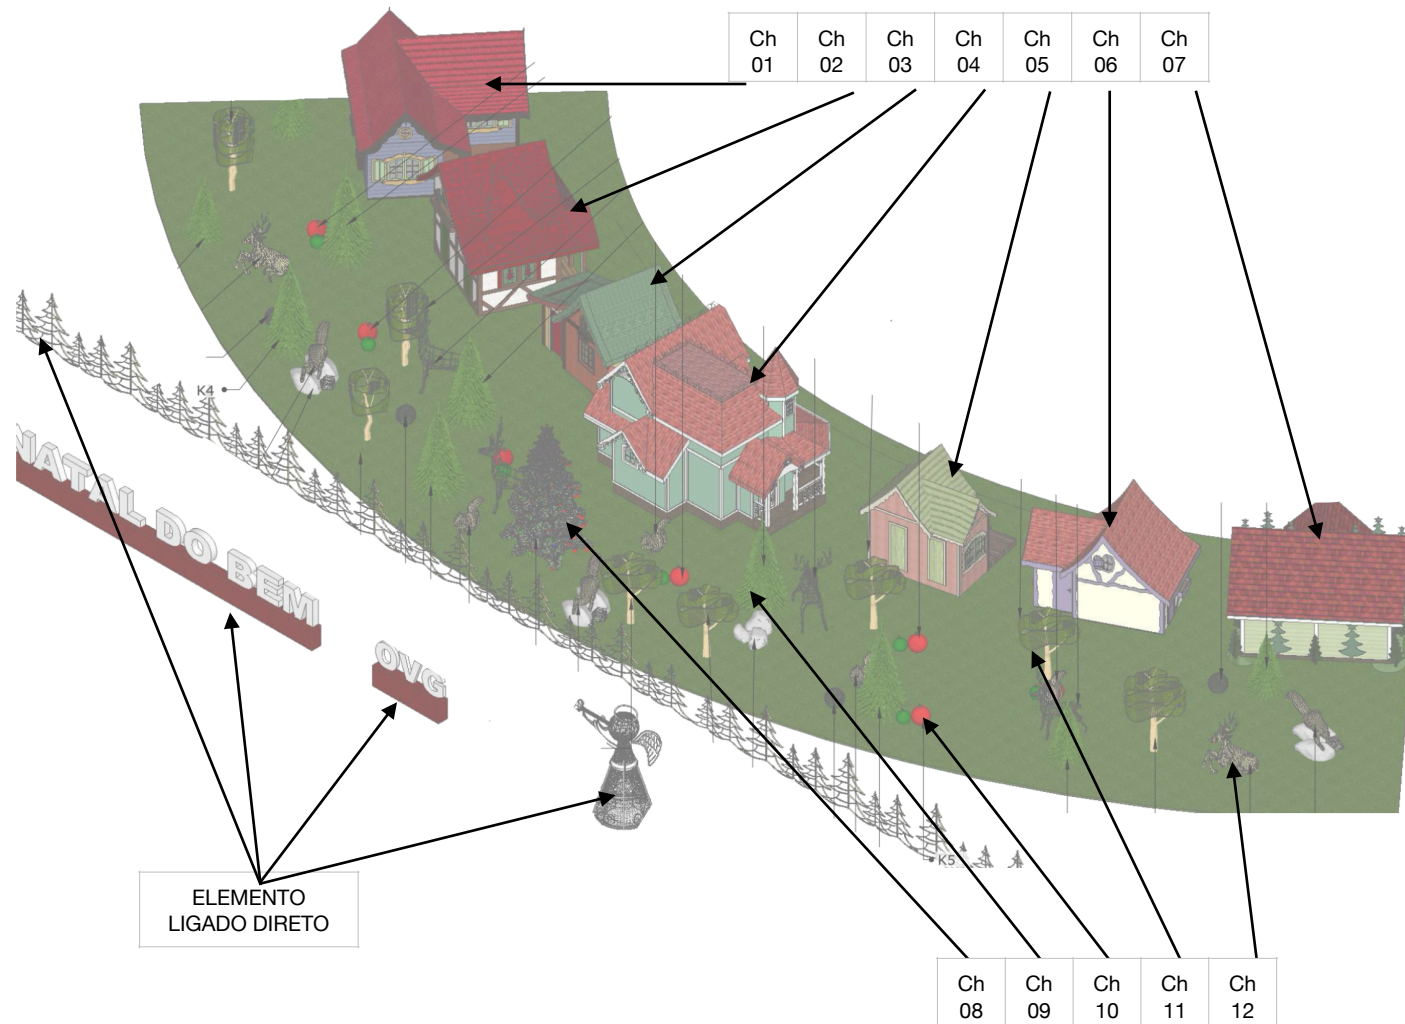 Ch Ch Ch Ch Ch Ch Ch
01 02 03 04 05 06 07
K4
NATAL DO BEM
OVG
K5
ELEMENTO
LIGADO DIRETO
Ch Ch Ch Ch Ch
08 09 10 11 12